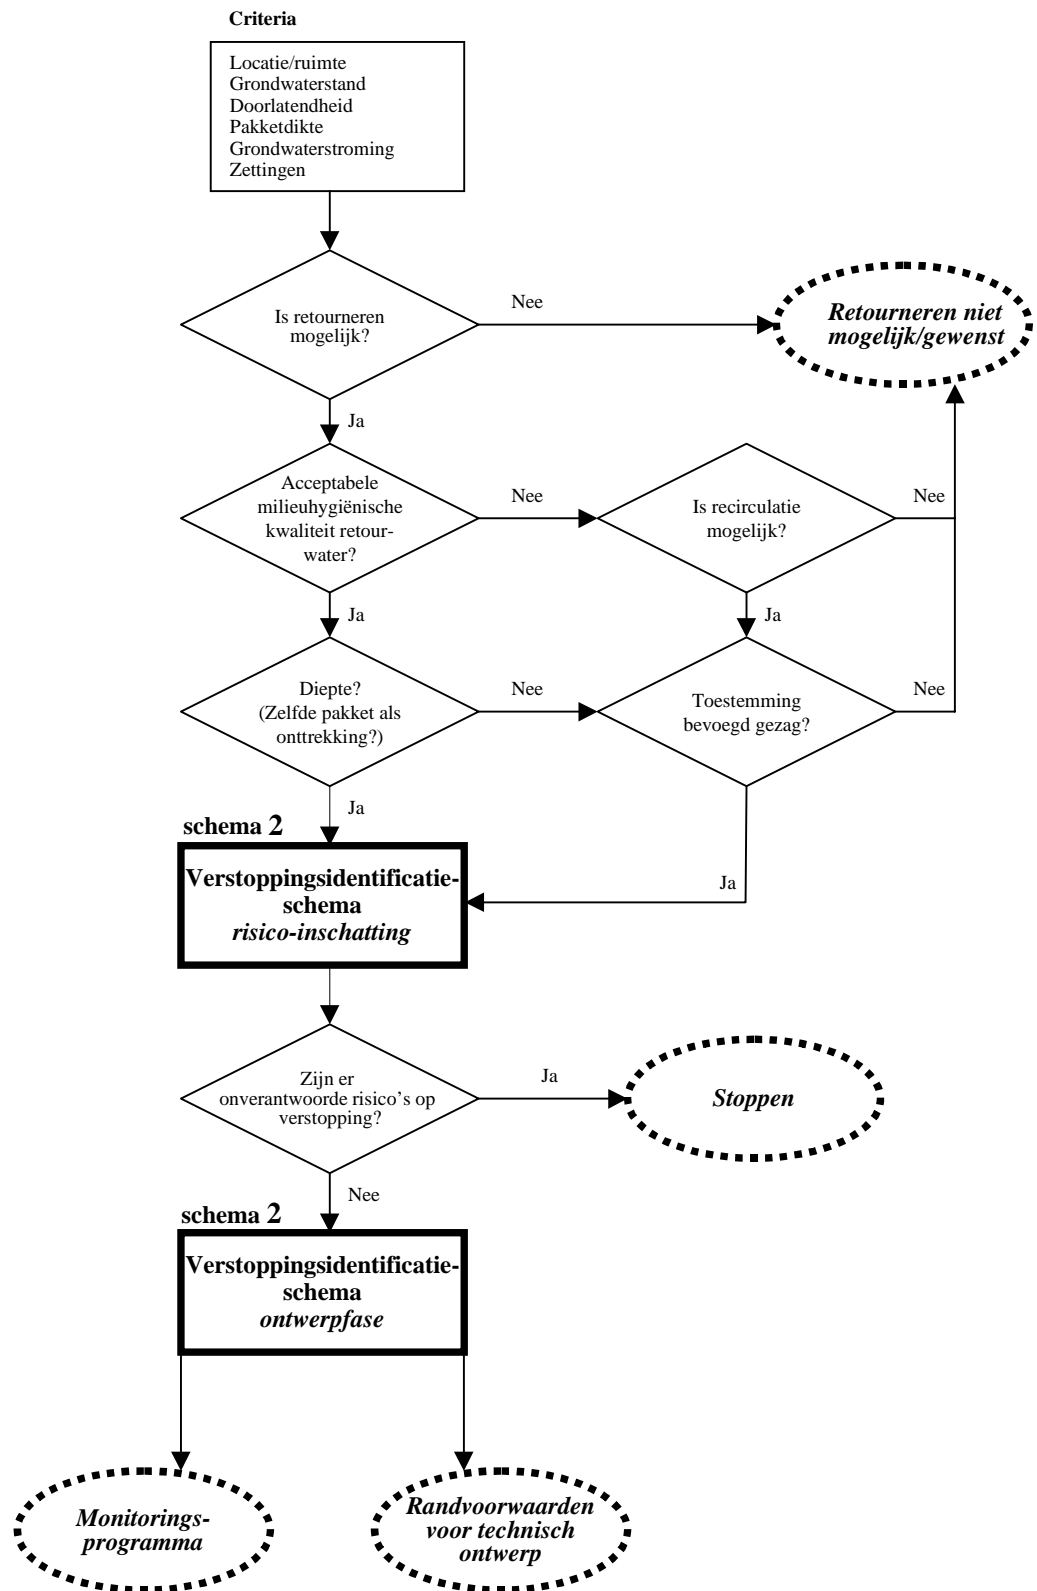 Criteria
Locatie/ruimte
Grondwaterstand
Doorlatendheid
Pakketdikte
Grondwaterstroming
Zettingen
Is retourneren
mogelijk?
Nee
Retourneren niet
mogelijk/gewenst
Ja
Acceptabele
milieuhygiënische
kwaliteit retour-
water?
Nee
Is recirculatie
mogelijk?
Nee
Ja
Ja
Diepte?
(Zelfde pakket als
onttrekking?)
Nee
Toestemming
bevoegd gezag?
Nee
Ja
Ja
schema 2
Verstoppingsidentificatie-
schema
risico-inschatting
Zijn er
onverantwoorde risico's op
verstopping?
Ja
Stoppen
Nee
schema 2
Verstoppingsidentificatie-
schema
ontwerpfase
Monitorings-
programma
Randvoorwaarden
voor technisch
ontwerp